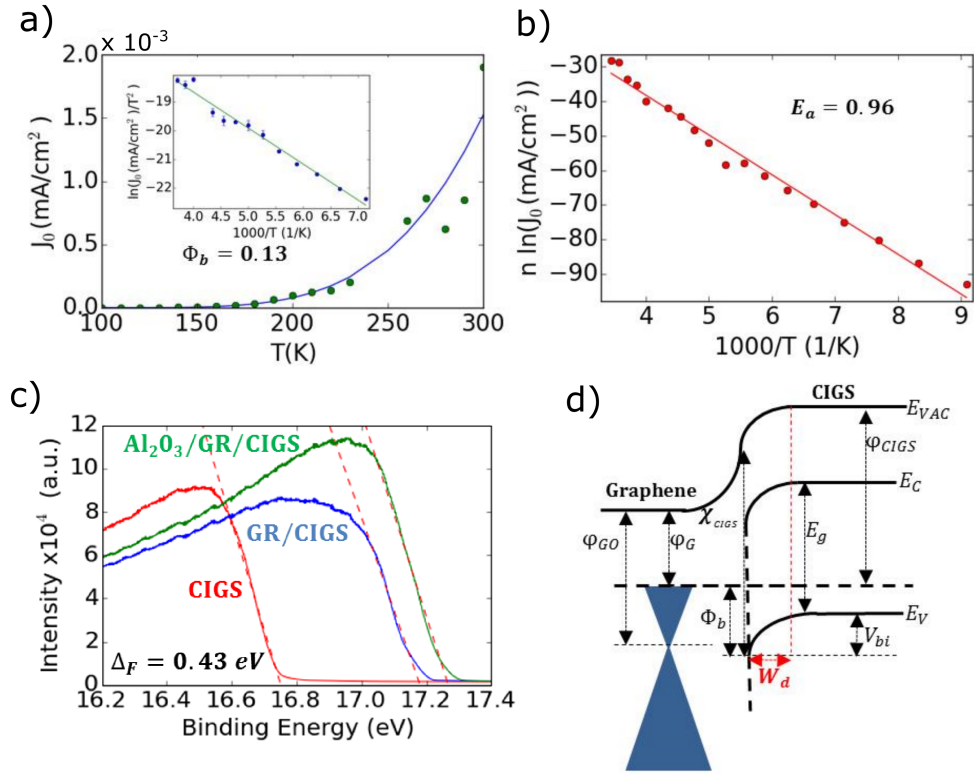 a)
x 10⁻³
2.0
1.5
1.0
0.5
0.0
J₀(mA/cm²)
100 150 200 250 300
T(K)
−19
−20
−21
−22
ln(J₀(mA/cm²)/T²)
4.0 4.5 5.0 5.5 6.0 6.5 7.0
1000/T (1/K)
Φ_b = 0.13
b)
−30
−40
−50
−60
−70
−80
−90
n ln(J₀(mA/cm²))
E_a = 0.96
4 5 6 7 8 9
1000/T (1/K)
c)
12
10
8
6
4
2
0
Intensity x10⁴ (a.u.)
Al₂O₃/GR/CIGS
GR/CIGS
CIGS
Δ_F = 0.43 eV
16.2 16.4 16.6 16.8 17.0 17.2 17.4
Binding Energy (eV)
d)
CIGS
E_VAC
φ_CIGS
Graphene
E_C
χ_CIGS
φ_GO
φ_G
E_g
Φ_b
E_V
V_bi
W_d